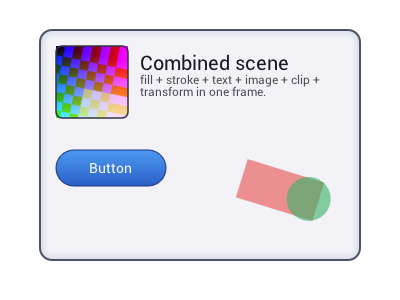 Combined scene
fill + stroke + text + image + clip +
transform in one frame.
Button